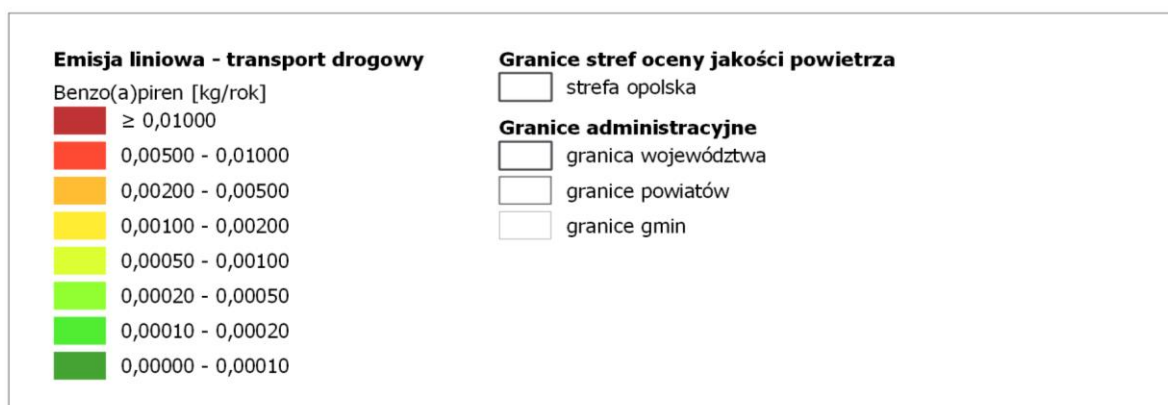 Emisja liniowa - transport drogowy
Benzo(a)piren [kg/rok]
≥ 0,01000
0,00500 - 0,01000
0,00200 - 0,00500
0,00100 - 0,00200
0,00050 - 0,00100
0,00020 - 0,00050
0,00010 - 0,00020
0,00000 - 0,00010
Granice stref oceny jakości powietrza
strefa opolska
Granice administracyjne
granica województwa
granice powiatów
granice gmin